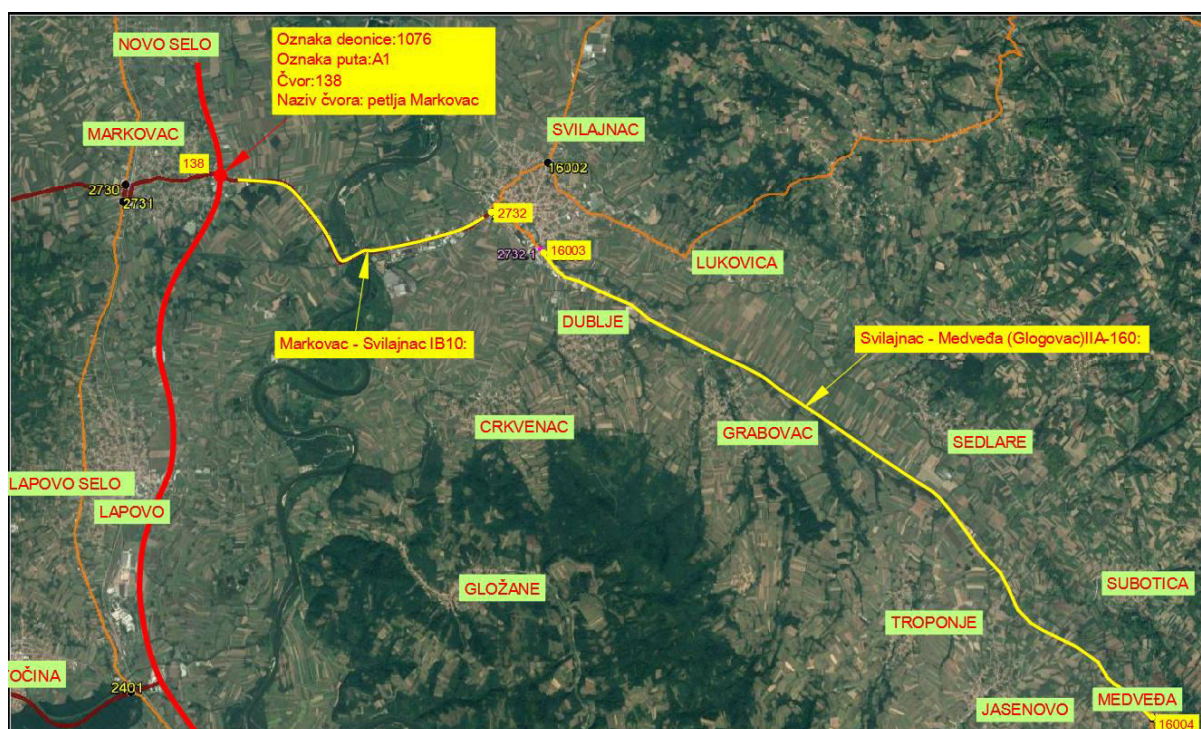 NOVO SELO
Oznaka deonice:1076
Oznaka puta:A1
Čvor:138
Naziv čvora: petlja Markovac
MARKOVAC
SVILAJNAC
138
16002
2730
2731
2732
2732 1
16003
LUKOVICA
DUBLJE
Markovac - Svilajnac IB10:
Svilajnac - Medveđa (Glogovac)IIA-160:
CRKVENAC
GRABOVAC
SEDLARE
LAPOVO SELO
LAPOVO
GLOŽANE
SUBOTICA
TROPONJE
OČINA
2401
MEDVEĐA
JASENOVO
16004